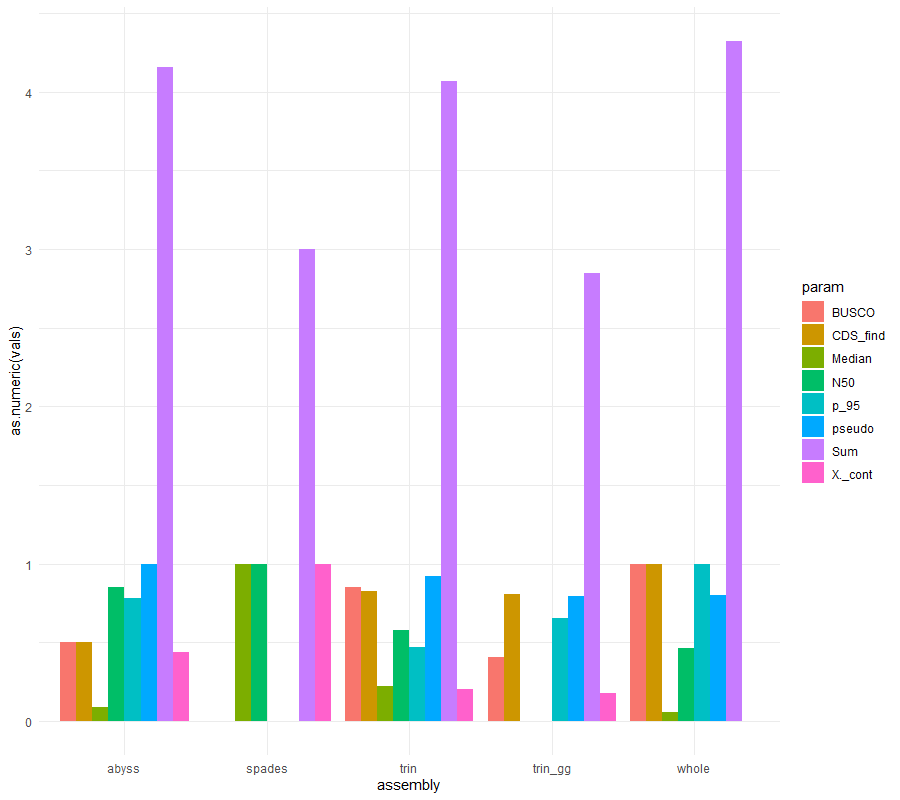 as.numeric(vals)
4
3
2
1
0
abyss
spades
trin
trin_gg
whole
assembly
param
BUSCO
CDS_find
Median
N50
p_95
pseudo
Sum
X._cont